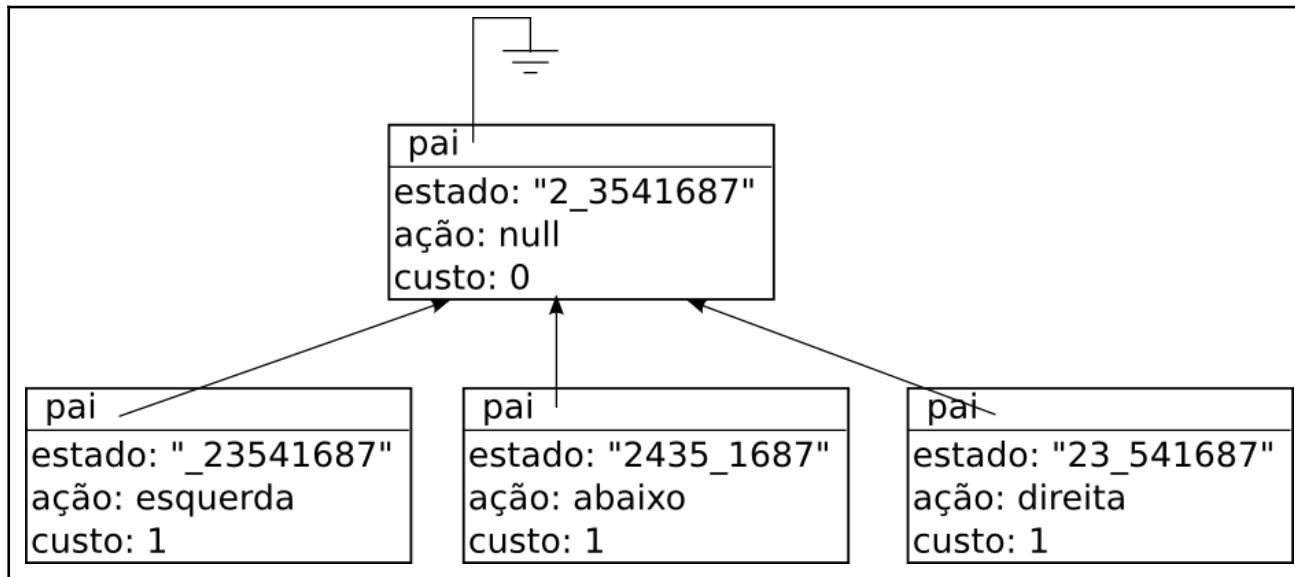 pai
estado: "2_3541687"
ação: null
custo: 0
pai
estado: "_23541687"
ação: esquerda
custo: 1
pai
estado: "2435_1687"
ação: abaixo
custo: 1
pai
estado: "23_541687"
ação: direita
custo: 1